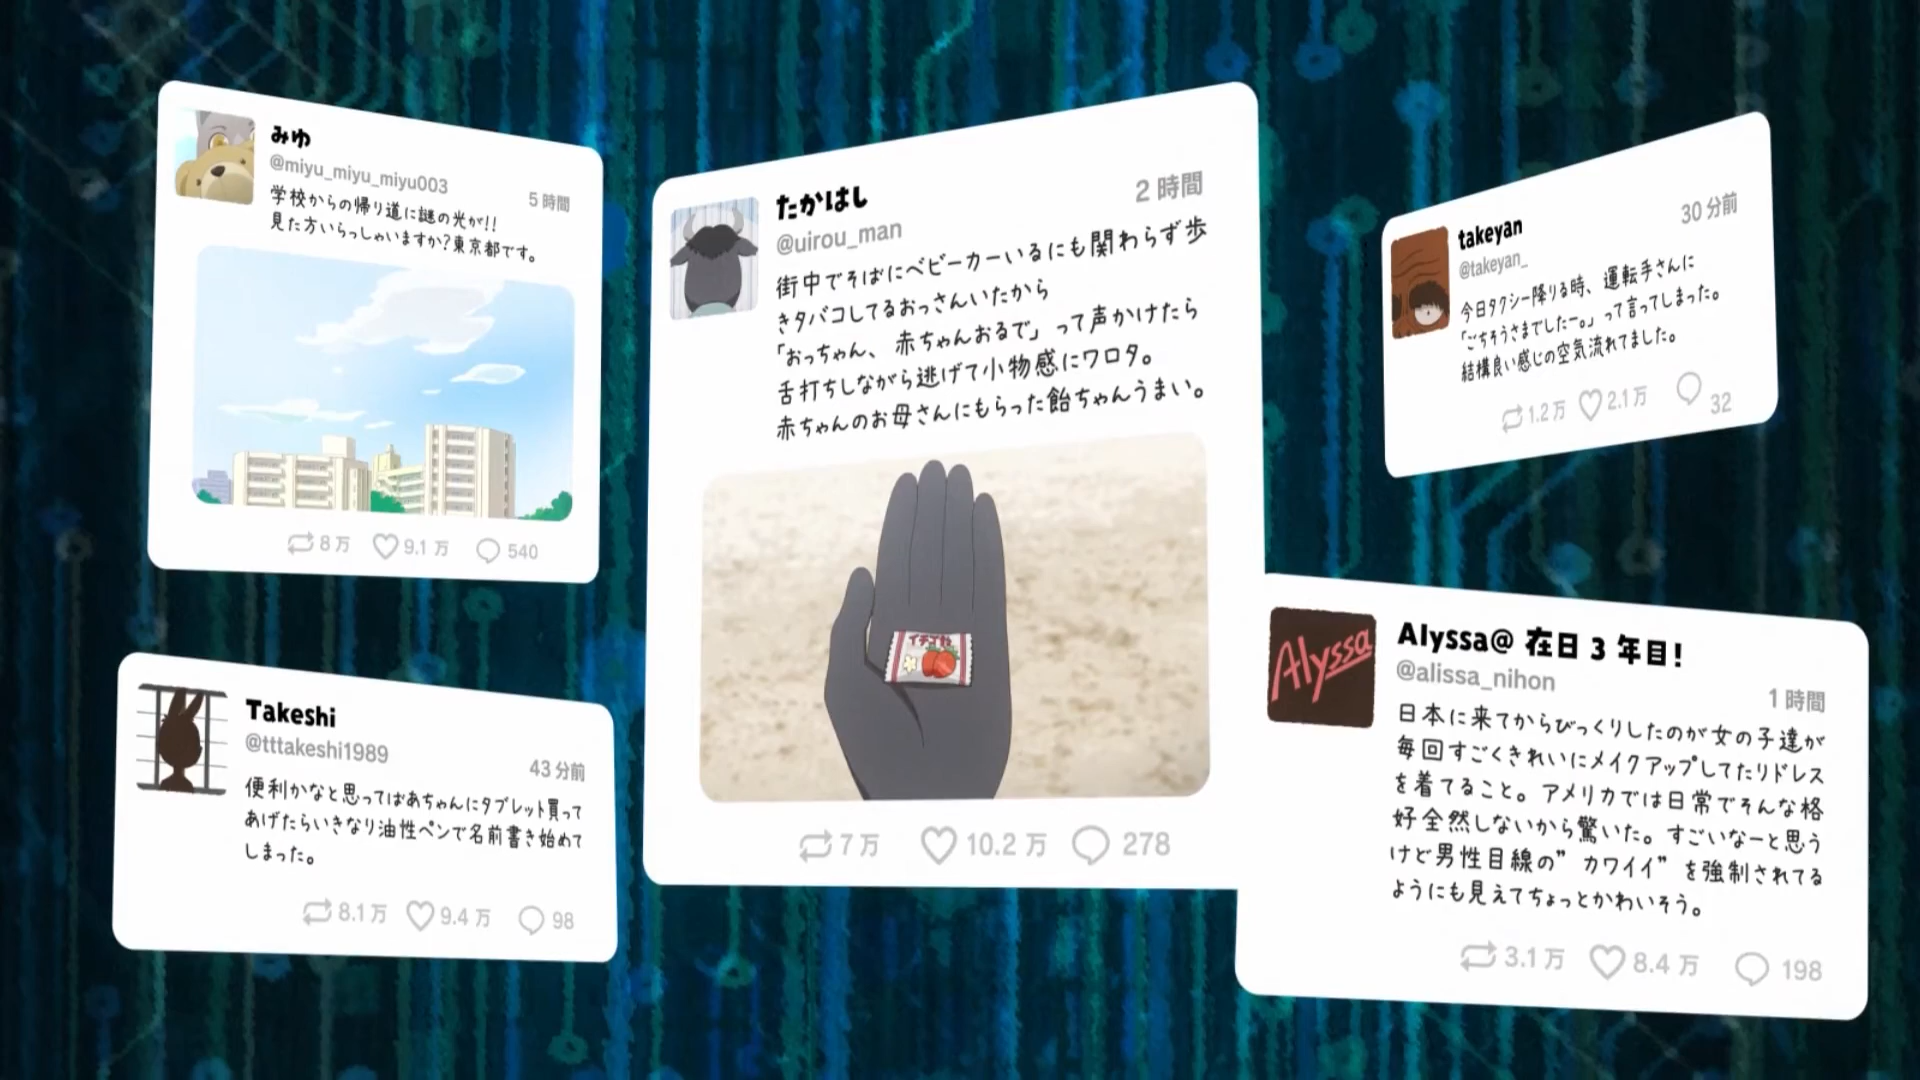 みゆ
@miyu_miyu_miyu003
5 時間
学校からの帰り道に謎の光が!!
見た方いらっしゃいますか?東京都です。
8 万 9.1 万 540
たかはし
@uirou_man
2 時間
街中でそばにベビーカーいるにも関わらず歩
きタバコしてるおっさんいたから
「おっちゃん、 赤ちゃんおるで」って声かけたら
舌打ちしながら逃げて小物感にワロタ。
赤ちゃんのお母さんにもらった飴ちゃんうまい。
イチゴ
7 万 10.2 万 278
takeyan
@takeyan_
30 分前
今日タクシー降りる時、運転手さんに
「ごちそうさまでしたー。」って言ってしまった。
結構良い感じの空気流れてました。
1.2 万 2.1 万 32
Takeshi
@tttakeshi1989
43 分前
便利かなと思ってばあちゃんにタブレット買って
あげたらいきなり油性ペンで名前書き始めて
しまった。
8.1 万 9.4 万 98
Alyssa
Alyssa@ 在日 3 年目!
@alissa_nihon
1 時間
日本に来てからびっくりしたのが女の子達が
毎回すごくきれいにメイクアップしてたりドレス
を着てること。アメリカでは日常でそんな格
好全然しないから驚いた。すごいなーと思う
けど男性目線の” カワイイ” を強制されてる
ようにも見えてちょっとかわいそう。
3.1 万 8.4 万 198